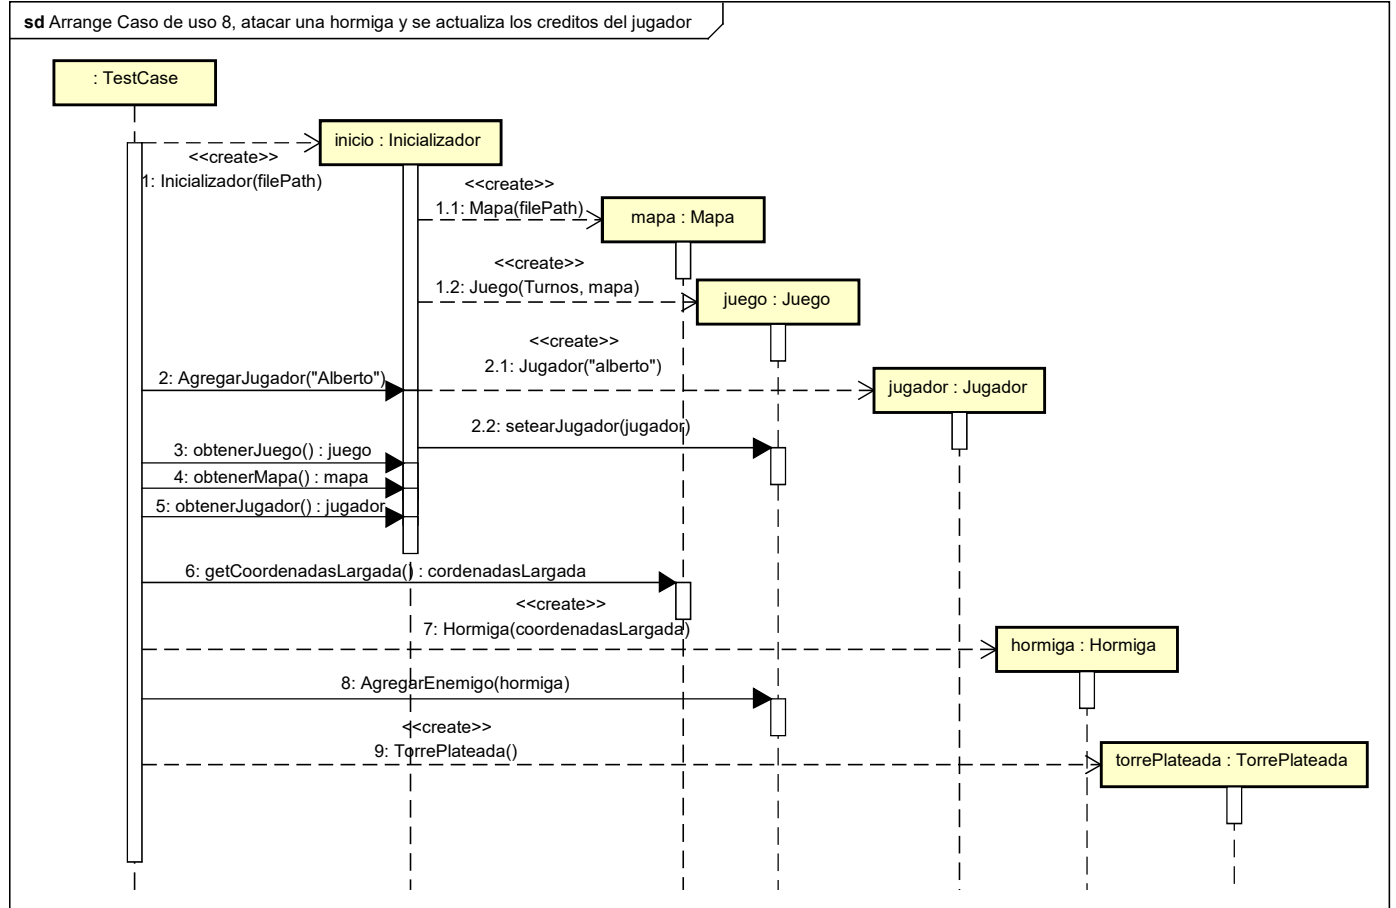 sd Arrange Caso de uso 8, atacar una hormiga y se actualiza los creditos del jugador
: TestCase
inicio : Inicializador
<<create>>
1: Inicializador(filePath)
<<create>>
1.1: Mapa(filePath)
mapa : Mapa
<<create>>
1.2: Juego(Turnos, mapa)
juego : Juego
<<create>>
2.1: Jugador("alberto")
2: AgregarJugador("Alberto")
jugador : Jugador
2.2: setearJugador(jugador)
3: obtenerJuego() : juego
4: obtenerMapa() : mapa
5: obtenerJugador() : jugador
6: getCoordenadasLargada() : cordenadasLargada
<<create>>
7: Hormiga(coordenadasLargada)
hormiga : Hormiga
8: AgregarEnemigo(hormiga)
<<create>>
9: TorrePlateada()
torrePlateada : TorrePlateada